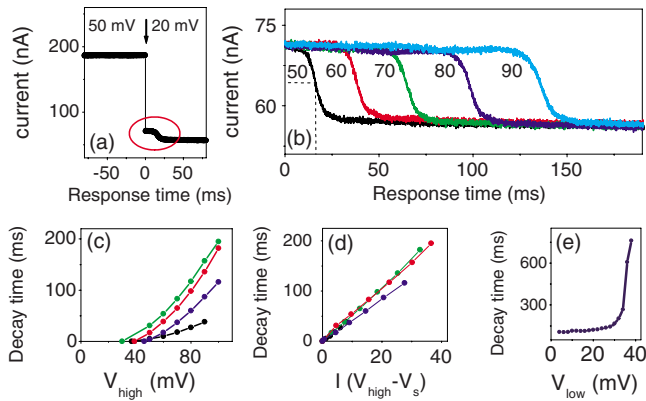 50 mV 20 mV
200
100
current (nA)
(a)
-50 0 50
Response time (ms)
75
60
current (nA)
50 60 70 80 90
(b)
0 50 100 150
Response time (ms)
(c)
200
100
0
Decay time (ms)
0 40 80
V_high (mV)
(d)
200
100
0
Decay time (ms)
0 20 40
I (V_high-V_s)
(e)
600
300
Decay time (ms)
0 20 40
V_low (mV)